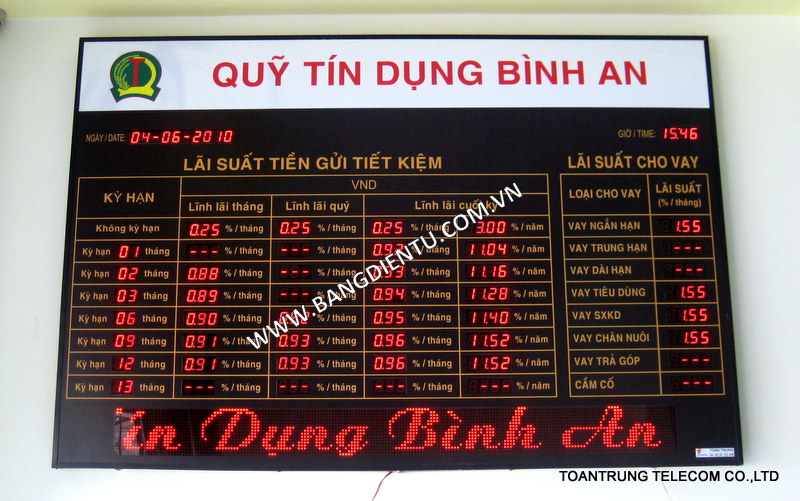 QUỸ TÍN DỤNG BÌNH AN
NGÀY / DATE: 04-06-2010 GIỜ / TIME: 15.46
LÃI SUẤT TIỀN GỬI TIẾT KIỆM
KỲ HẠN VND
Lĩnh lãi tháng Lĩnh lãi quý Lĩnh lãi cuối kỳ
Không kỳ hạn 0.25 % / tháng 0.25 % / tháng 0.25 % / tháng 3.00 % / năm
Kỳ hạn 01 tháng --- % / tháng --- % / tháng 0.92 % / tháng 11.04 % / năm
Kỳ hạn 02 tháng 0.88 % / tháng --- % / tháng 0.93 % / tháng 11.16 % / năm
Kỳ hạn 03 tháng 0.89 % / tháng --- % / tháng 0.94 % / tháng 11.28 % / năm
Kỳ hạn 06 tháng 0.90 % / tháng % / tháng 0.95 % / tháng 11.40 % / năm
Kỳ hạn 09 tháng 0.91 % / tháng 0.93 % / tháng 0.96 % / tháng 11.52 % / năm
Kỳ hạn 12 tháng 0.91 % / tháng 0.93 % / tháng 0.96 % / tháng 11.52 % / năm
Kỳ hạn 13 tháng --- % / tháng --- % / tháng --- % / tháng --- % / năm
LÃI SUẤT CHO VAY
LOẠI CHO VAY LÃI SUẤT
(% / tháng)
VAY NGẮN HẠN 1.55
VAY TRUNG HẠN ---
VAY DÀI HẠN ---
VAY TIÊU DÙNG 1.55
VAY SXKD 1.55
VAY CHĂN NUÔI 1.55
VAY TRẢ GÓP ---
CẦM CỐ ---
WWW.BANGDIENTU.COM.VN
Tín Dụng Bình An
TOANTRUNG TELECOM CO.,LTD